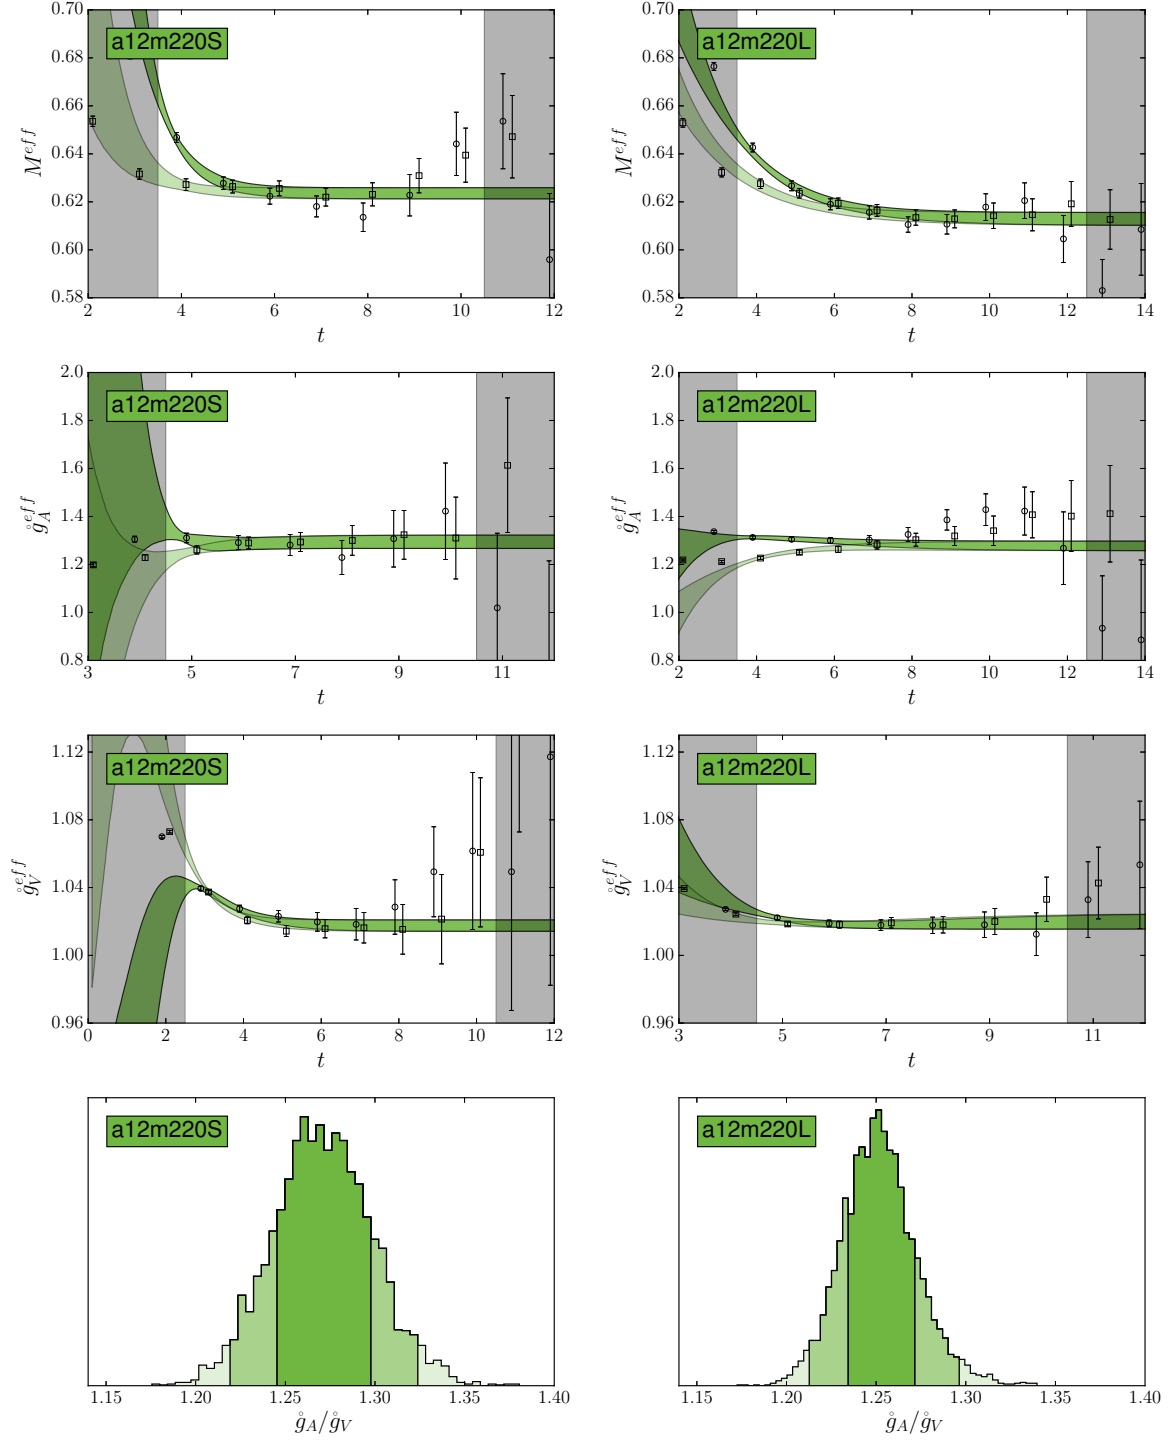 0.70
0.68
0.66
0.64
0.62
0.60
0.58
M^{eff}
a12m220S
2 4 6 8 10 12
t
0.70
0.68
0.66
0.64
0.62
0.60
0.58
M^{eff}
a12m220L
2 4 6 8 10 12 14
t
2.0
1.8
1.6
1.4
1.2
1.0
0.8
g̊_A^{eff}
a12m220S
3 5 7 9 11
t
2.0
1.8
1.6
1.4
1.2
1.0
0.8
g̊_A^{eff}
a12m220L
2 4 6 8 10 12 14
t
1.12
1.08
1.04
1.00
0.96
g̊_V^{eff}
a12m220S
0 2 4 6 8 10 12
t
1.12
1.08
1.04
1.00
0.96
g̊_V^{eff}
a12m220L
3 5 7 9 11
t
a12m220S
1.15 1.20 1.25 1.30 1.35 1.40
g̊_A/g̊_V
a12m220L
1.15 1.20 1.25 1.30 1.35 1.40
g̊_A/g̊_V